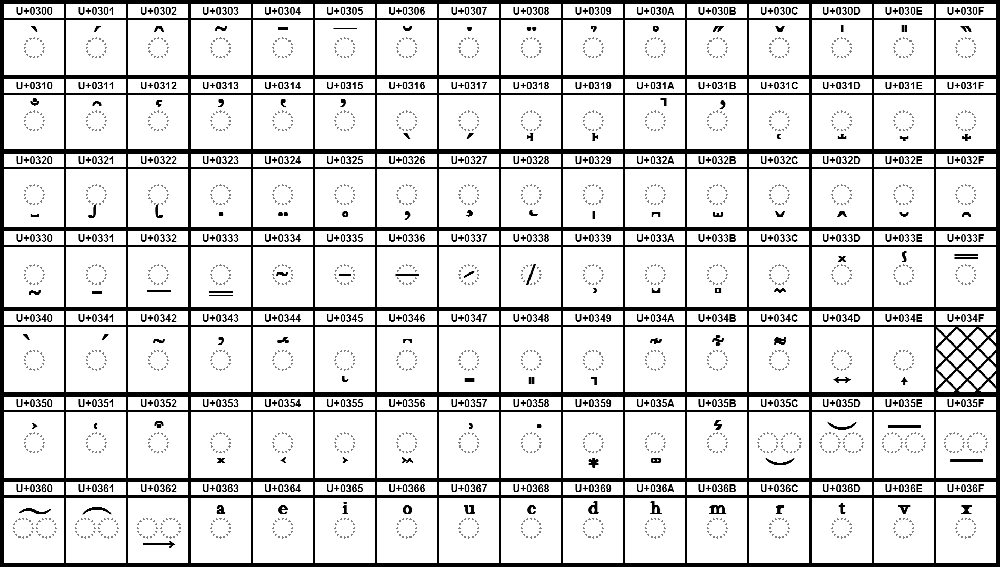 U+0300 U+0301 U+0302 U+0303 U+0304 U+0305 U+0306 U+0307 U+0308 U+0309 U+030A U+030B U+030C U+030D U+030E U+030F
◌̀ ◌́ ◌̂ ◌̃ ◌̄ ◌̅ ◌̆ ◌̇ ◌̈ ◌̉ ◌̊ ◌̋ ◌̌ ◌̍ ◌̎ ◌̏
U+0310 U+0311 U+0312 U+0313 U+0314 U+0315 U+0316 U+0317 U+0318 U+0319 U+031A U+031B U+031C U+031D U+031E U+031F
◌̐ ◌̑ ◌̒ ◌̓ ◌̔ ◌̕ ◌̖ ◌̗ ◌̘ ◌̙ ◌̚ ◌̛ ◌̜ ◌̝ ◌̞ ◌̟
U+0320 U+0321 U+0322 U+0323 U+0324 U+0325 U+0326 U+0327 U+0328 U+0329 U+032A U+032B U+032C U+032D U+032E U+032F
◌̠ ◌̡ ◌̢ ◌̣ ◌̤ ◌̥ ◌̦ ◌̧ ◌̨ ◌̩ ◌̪ ◌̫ ◌̬ ◌̭ ◌̮ ◌̯
U+0330 U+0331 U+0332 U+0333 U+0334 U+0335 U+0336 U+0337 U+0338 U+0339 U+033A U+033B U+033C U+033D U+033E U+033F
◌̰ ◌̱ ◌̲ ◌̳ ◌̴ ◌̵ ◌̶ ◌̷ ◌̸ ◌̹ ◌̺ ◌̻ ◌̼ ◌̽ ◌̾ ◌̿
U+0340 U+0341 U+0342 U+0343 U+0344 U+0345 U+0346 U+0347 U+0348 U+0349 U+034A U+034B U+034C U+034D U+034E U+034F
◌̀ ◌́ ◌͂ ◌̓ ◌̈́ ◌ͅ ◌͆ ◌͇ ◌͈ ◌͉ ◌͊ ◌͋ ◌͌ ◌͍ ◌͎
U+0350 U+0351 U+0352 U+0353 U+0354 U+0355 U+0356 U+0357 U+0358 U+0359 U+035A U+035B U+035C U+035D U+035E U+035F
◌͐ ◌͑ ◌͒ ◌͓ ◌͔ ◌͕ ◌͖ ◌͗ ◌͘ ◌͙ ◌͚ ◌͛ ◌͜◌ ◌͝◌ ◌͞◌ ◌͟◌
U+0360 U+0361 U+0362 U+0363 U+0364 U+0365 U+0366 U+0367 U+0368 U+0369 U+036A U+036B U+036C U+036D U+036E U+036F
◌͠◌ ◌͡◌ ◌͢◌ ◌ͣ ◌ͤ ◌ͥ ◌ͦ ◌ͧ ◌ͨ ◌ͩ ◌ͪ ◌ͫ ◌ͬ ◌ͭ ◌ͮ ◌ͯ